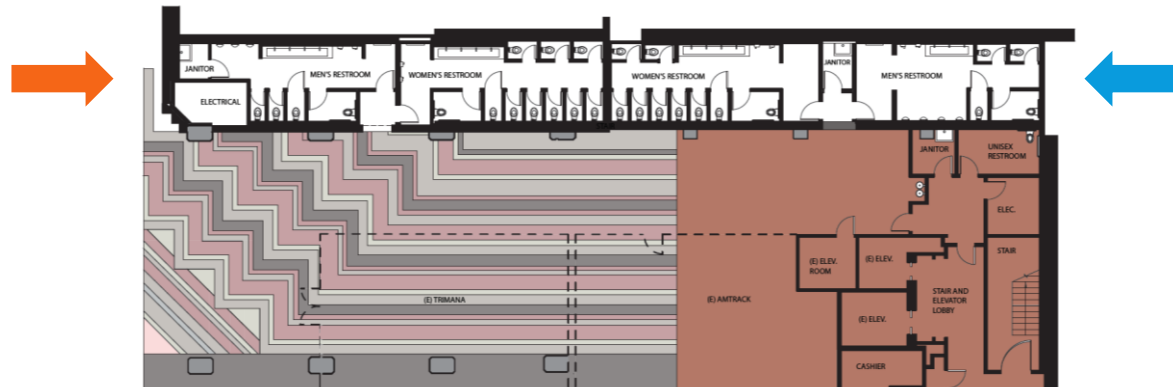 JANITOR
MEN'S RESTROOM
WOMEN'S RESTROOM
WOMEN'S RESTROOM
JANITOR
MEN'S RESTROOM
ELECTRICAL
JANITOR
UNISEX
RESTROOM
ELEC.
STAIR
(E) ELEV.
ROOM
(E) ELEV.
STAIR AND
ELEVATOR
LOBBY
(E) TRIMANA
(E) AMTRACK
(E) ELEV.
CASHIER